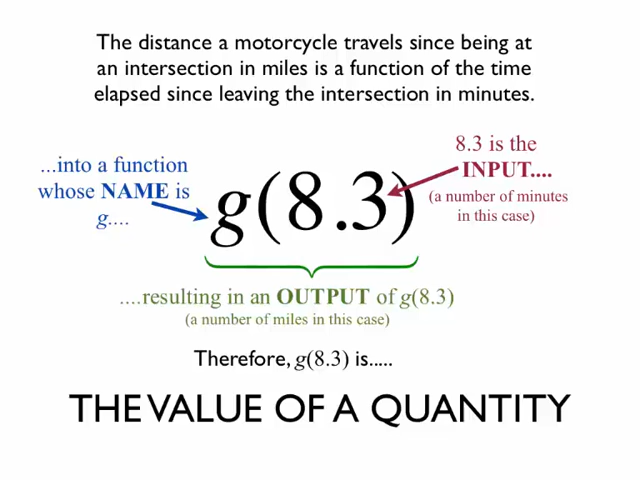 The distance a motorcycle travels since being at
an intersection in miles is a function of the time
elapsed since leaving the intersection in minutes.
8.3 is the
INPUT....
(a number of minutes
in this case)
...into a function
whose NAME is
g....
g(8.3)
....resulting in an OUTPUT of g(8.3)
(a number of miles in this case)
Therefore, g(8.3) is.....
THE VALUE OF A QUANTITY